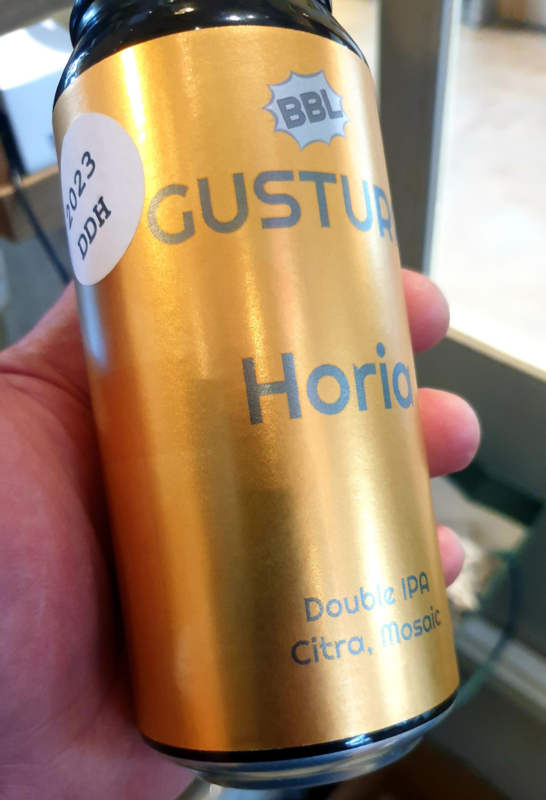 BBL
2023
DDH
GUSTUR
Horia
Double IPA
Citra, Mosaic